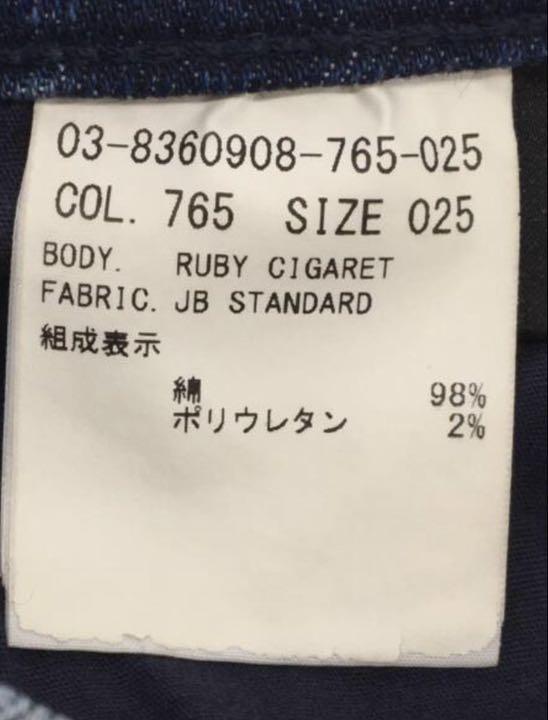 03-8360908-765-025
COL. 765 SIZE 025
BODY. RUBY CIGARET
FABRIC. JB STANDARD
組成表示
綿 98%
ポリウレタン 2%